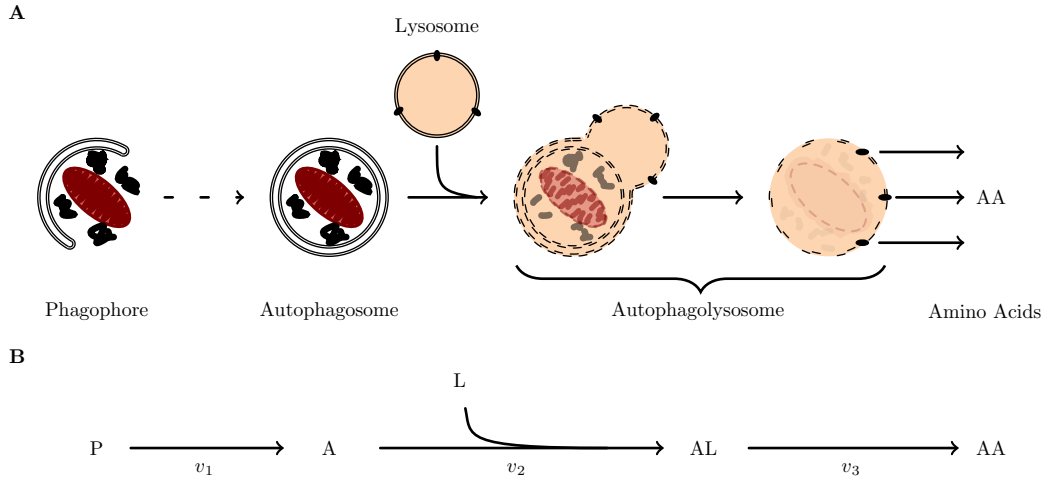 A
Lysosome
AA
Phagophore
Autophagosome
Autophagolysosome
Amino Acids
B
L
P
A
AL
AA
v1
v2
v3